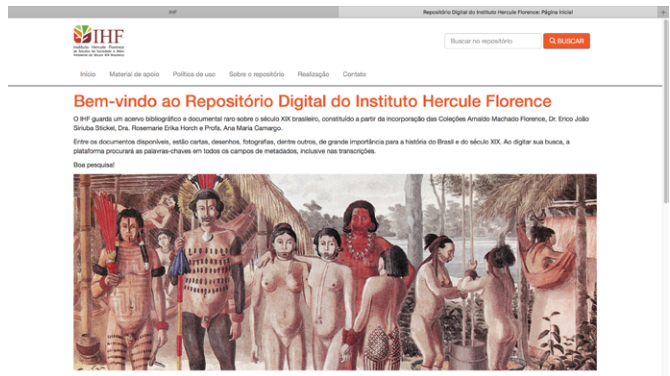 IHF
Repositório Digital do Instituto Hercule Florence: Página inicial
IHF
Instituto Hercule Florence
Buscar no repositório
BUSCAR
Início Material de apoio Política de uso Sobre o repositório Realização Contato
Bem-vindo ao Repositório Digital do Instituto Hercule Florence
O IHF guarda um acervo bibliográfico e documental raro sobre o século XIX brasileiro, constituído a partir da incorporação das Coleções Arnaldo Machado Florence, Dr. Erico João
Siriuba Stickel, Dra. Rosemarie Erika Horch e Profa. Ana Maria Camargo.
Entre os documentos disponíveis, estão cartas, desenhos, fotografias, dentre outros, de grande importância para a história do Brasil e do século XIX. Ao digitar sua busca, a
plataforma procurará as palavras-chaves em todos os campos de metadados, inclusive nas transcrições.
Boa pesquisa!